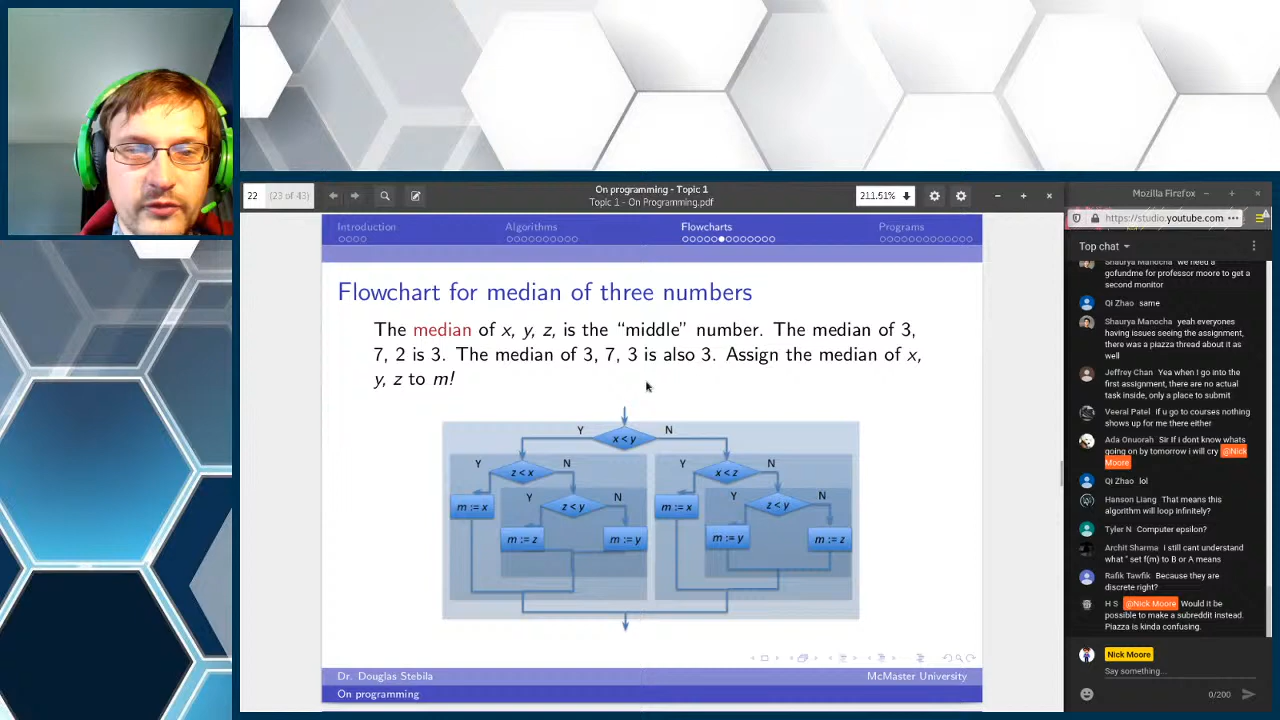 22
(23 of 43)
On programming - Topic 1
Topic 1 - On Programming.pdf
211.51%
Introduction
Algorithms
Flowcharts
Programs
Flowchart for median of three numbers
The median of x, y, z, is the “middle” number. The median of 3,
7, 2 is 3. The median of 3, 7, 3 is also 3. Assign the median of x,
y, z to m!
Y
x < y
N
Y
z < x
N
Y
x < z
N
m := x
Y
z < y
N
m := x
Y
z < y
N
m := z
m := y
m := y
m := z
Dr. Douglas Stebila
McMaster University
On programming
Mozilla Firefox
https://studio.youtube.com
Top chat
Shaurya Manocha we need a
gofundme for professor moore to get a
second monitor
Qi Zhao same
Shaurya Manocha yeah everyones
having issues seeing the assignment,
there was a piazza thread about it as
well
Jeffrey Chan Yea when I go into the
first assignment, there are no actual
task inside, only a place to submit
Veeral Patel if u go to courses nothing
shows up for me there either
Ada Onuorah Sir If i dont know whats
going on by tomorrow i will cry @Nick
Moore
Qi Zhao lol
Hanson Liang That means this
algorithm will loop infinitely?
Tyler N Computer epsilon?
Archit Sharma i still cant understand
what " set f(m) to B or A means
Rafik Tawfik Because they are
discrete right?
H S @Nick Moore Would it be
possible to make a subreddit instead.
Piazza is kinda confusing.
Nick Moore
Say something...
0/200